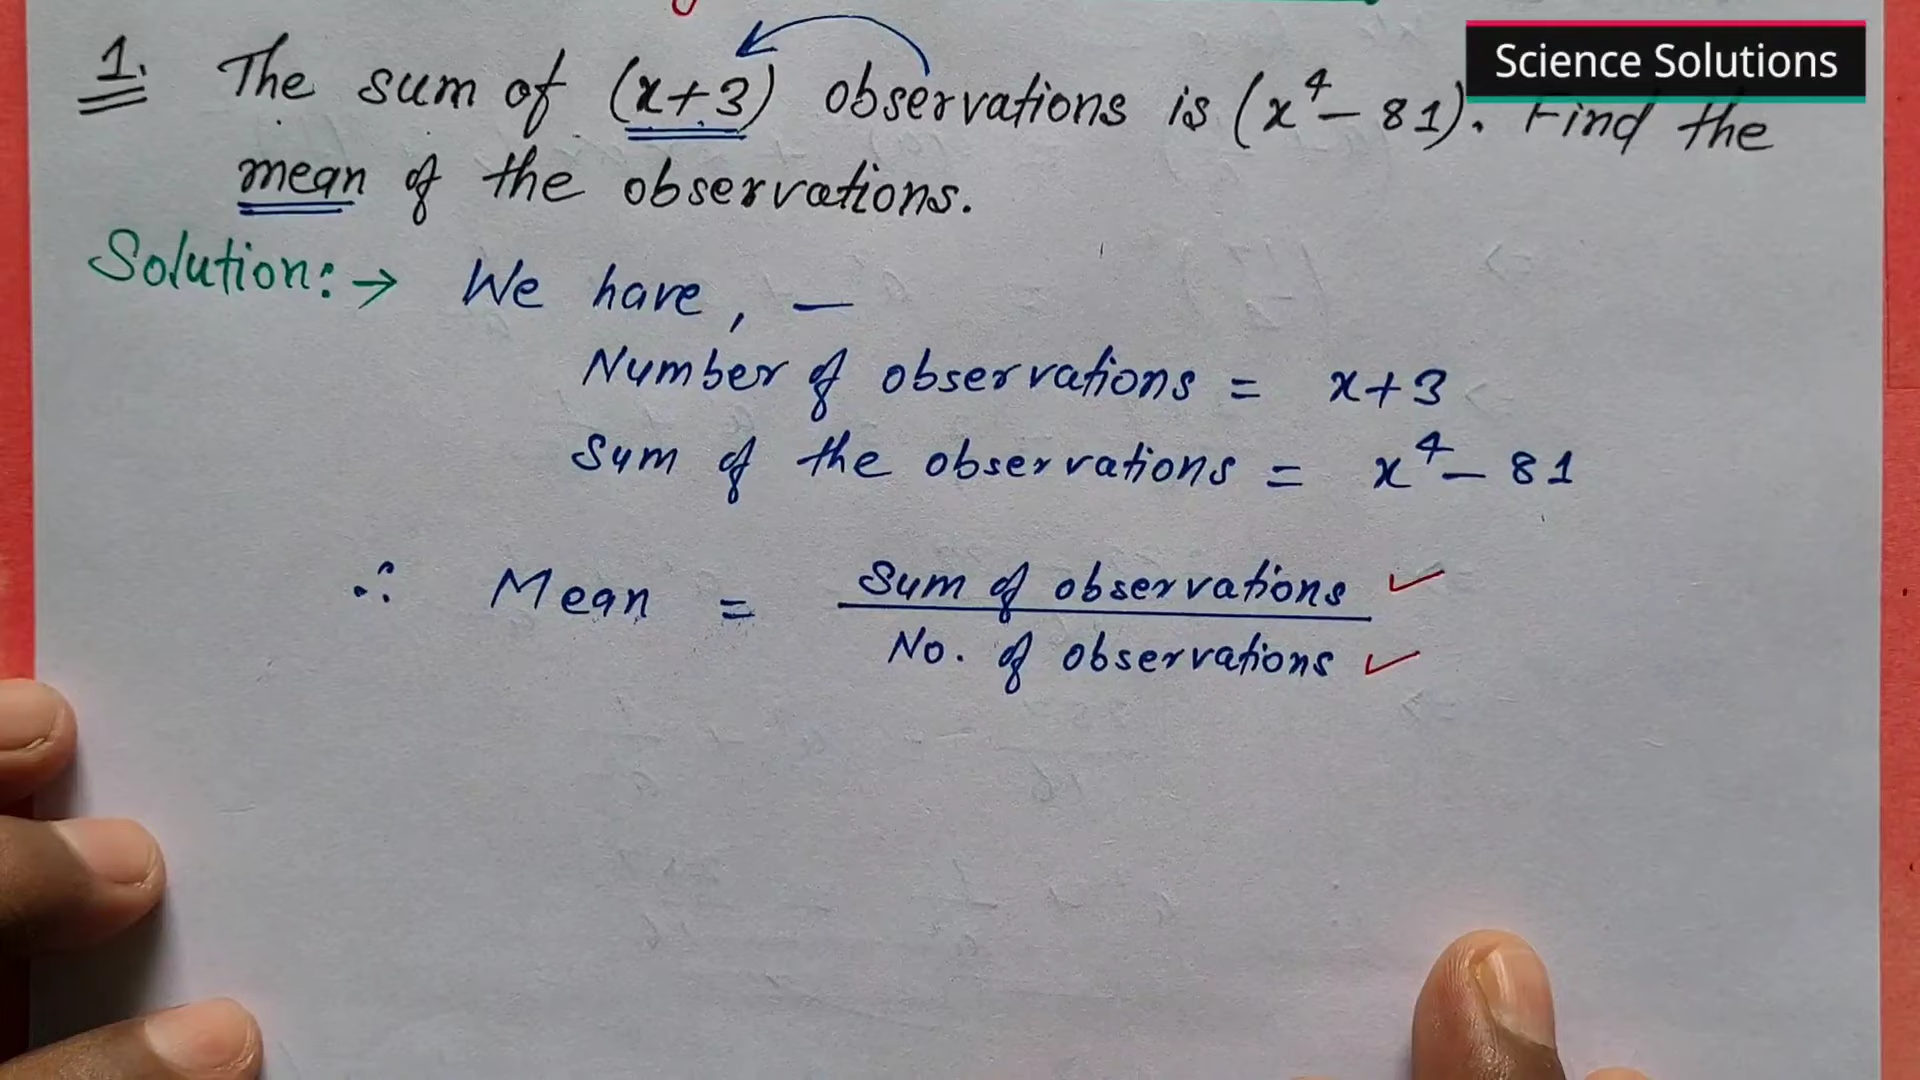 Science Solutions
1. The sum of (x+3) observations is (x⁴ – 81). Find the
mean of the observations.
Solution:→ We have, —
Number of observations = x+3
Sum of the observations = x⁴ – 81
∴ Mean = Sum of observations ✓
No. of observations ✓